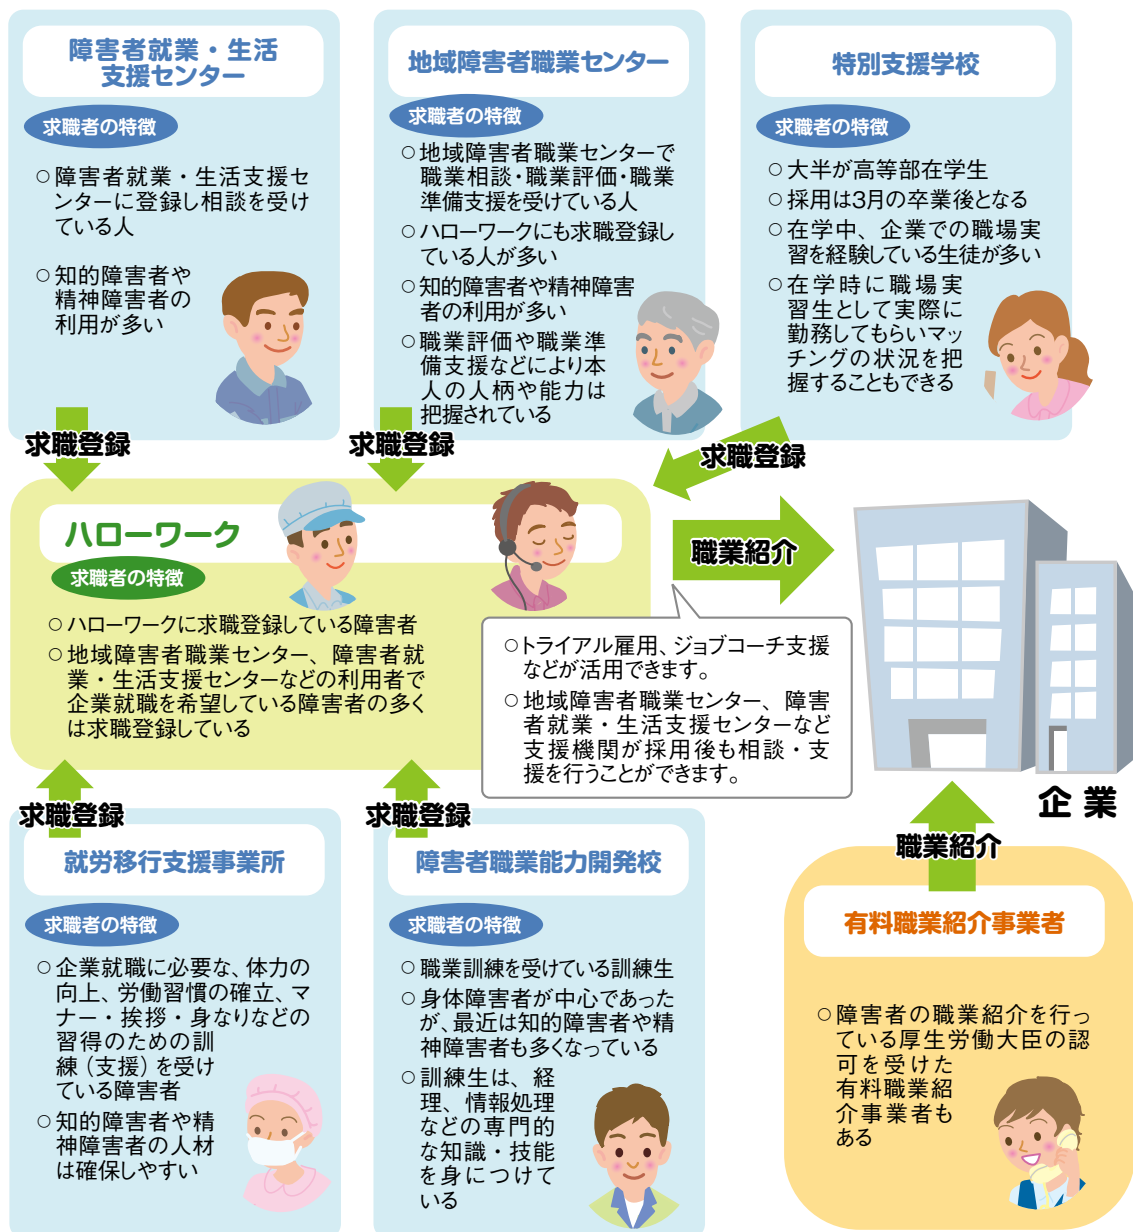 障害者就業・生活
支援センター
求職者の特徴
○障害者就業・生活支援セ
ンターに登録し相談を受け
ている人
○知的障害者や
精神障害者の
利用が多い
地域障害者職業センター
求職者の特徴
○地域障害者職業センターで
職業相談・職業評価・職業
準備支援を受けている人
○ハローワークにも求職登録し
ている人が多い
○知的障害者や精神障害
者の利用が多い
○職業評価や職業準
備支援などにより本
人の人柄や能力は
把握されている
特別支援学校
求職者の特徴
○大半が高等部在学生
○採用は3月の卒業後となる
○在学中、企業での職場実
習を経験している生徒が多い
○在学時に職場実
習生として実際に
勤務してもらいマッ
チングの状況を把
握することもできる
求職登録
求職登録
求職登録
ハローワーク
求職者の特徴
○ハローワークに求職登録している障害者
○地域障害者職業センター、障害者就
業・生活支援センターなどの利用者で
企業就職を希望している障害者の多く
は求職登録している
職業紹介
○トライアル雇用、ジョブコーチ支援
などが活用できます。
○地域障害者職業センター、障害
者就業・生活支援センターなど
支援機関が採用後も相談・支
援を行うことができます。
企業
求職登録
求職登録
職業紹介
就労移行支援事業所
求職者の特徴
○企業就職に必要な、体力の
向上、労働習慣の確立、マ
ナー・挨拶・身なりなどの
習得のための訓
練（支援）を受け
ている障害者
○知的障害者や精
神障害者の人材
は確保しやすい
障害者職業能力開発校
求職者の特徴
○職業訓練を受けている訓練生
○身体障害者が中心であった
が、最近は知的障害者や精
神障害者も多くなっている
○訓練生は、経
理、情報処理
などの専門的
な知識・技能
を身につけて
いる
有料職業紹介事業者
○障害者の職業紹介を行っ
ている厚生労働大臣の認
可を受けた
有料職業紹
介事業者も
ある